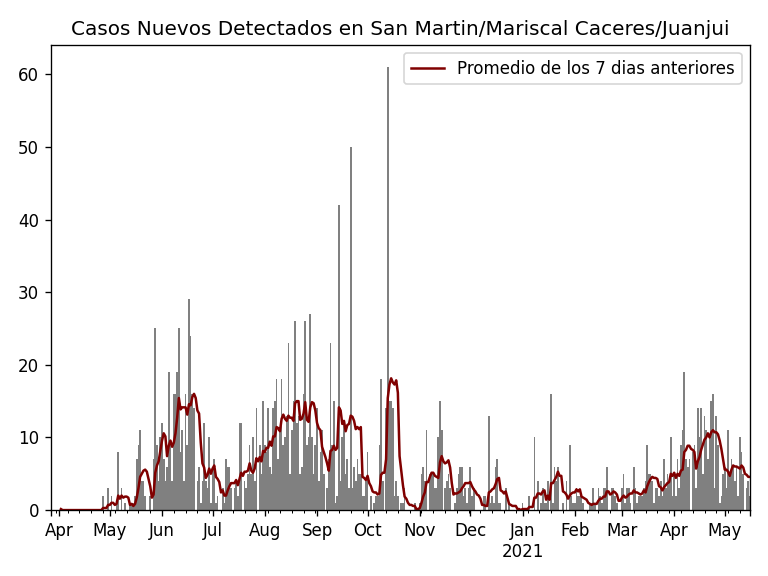 Casos Nuevos Detectados en San Martin/Mariscal Caceres/Juanjui
Promedio de los 7 dias anteriores
60
50
40
30
20
10
0
Apr May Jun Jul Aug Sep Oct Nov Dec Jan Feb Mar Apr May
2021